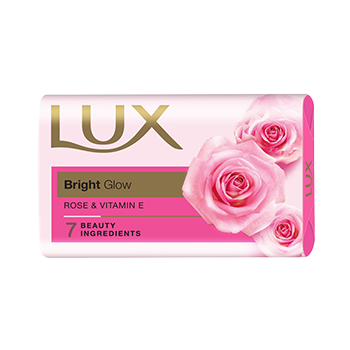 LUX
Bright Glow
ROSE & VITAMIN E
7 BEAUTY
INGREDIENTS
LUX